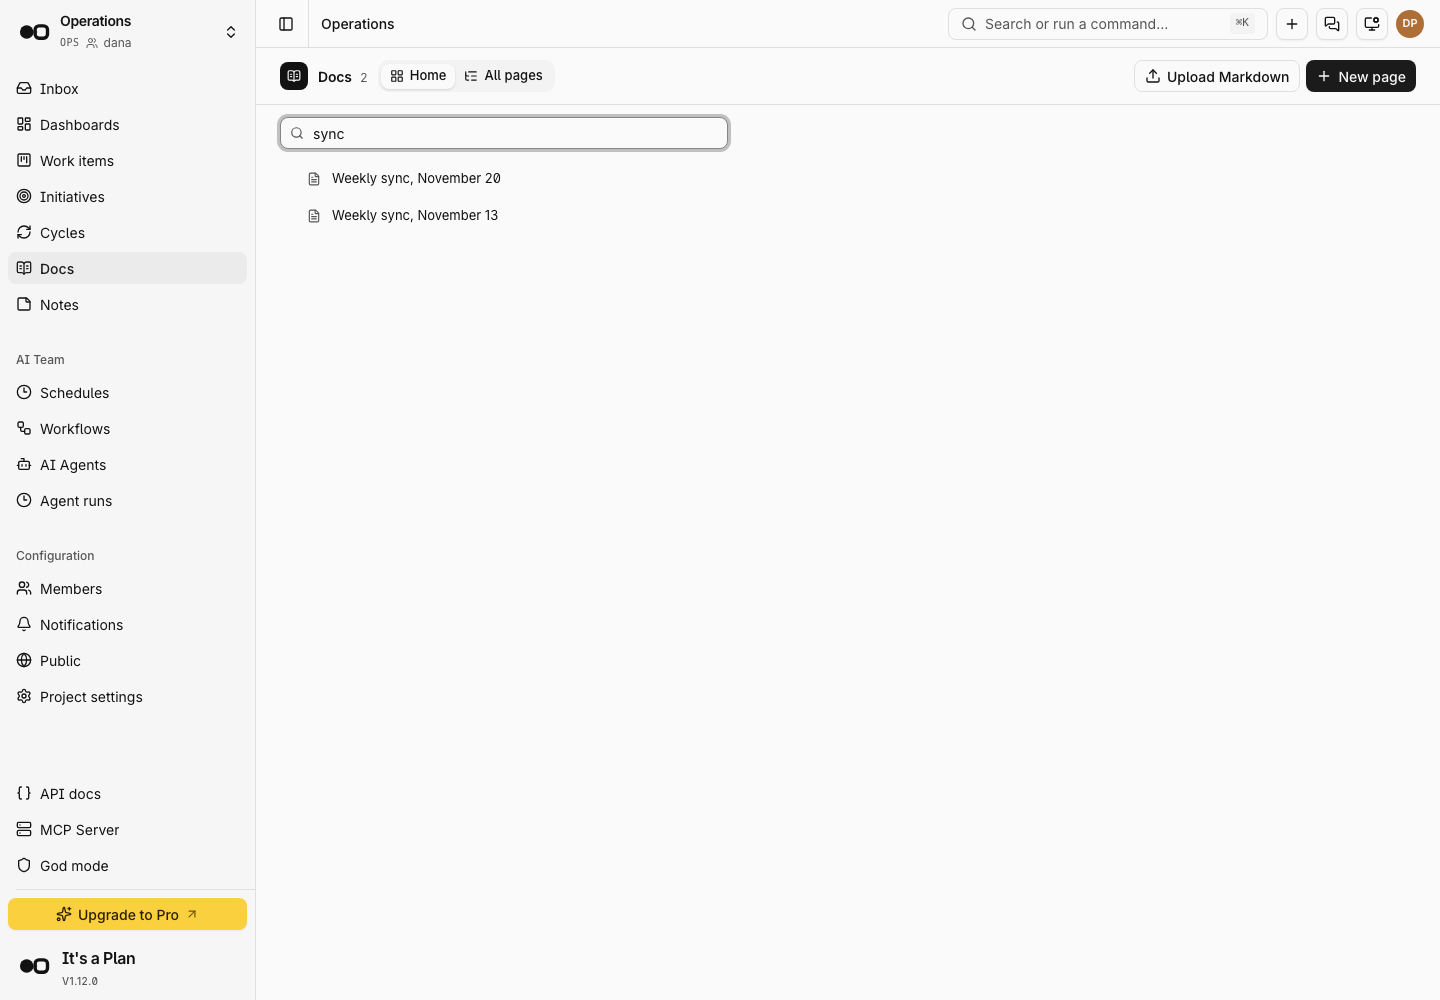 Operations
OPS dana
Inbox
Dashboards
Work items
Initiatives
Cycles
Docs
Notes
AI Team
Schedules
Workflows
AI Agents
Agent runs
Configuration
Members
Notifications
Public
Project settings
API docs
MCP Server
God mode
Upgrade to Pro
It's a Plan
V1.12.0
Operations
Search or run a command... ⌘K
DP
Docs 2 Home All pages
Upload Markdown New page
sync
Weekly sync, November 20
Weekly sync, November 13